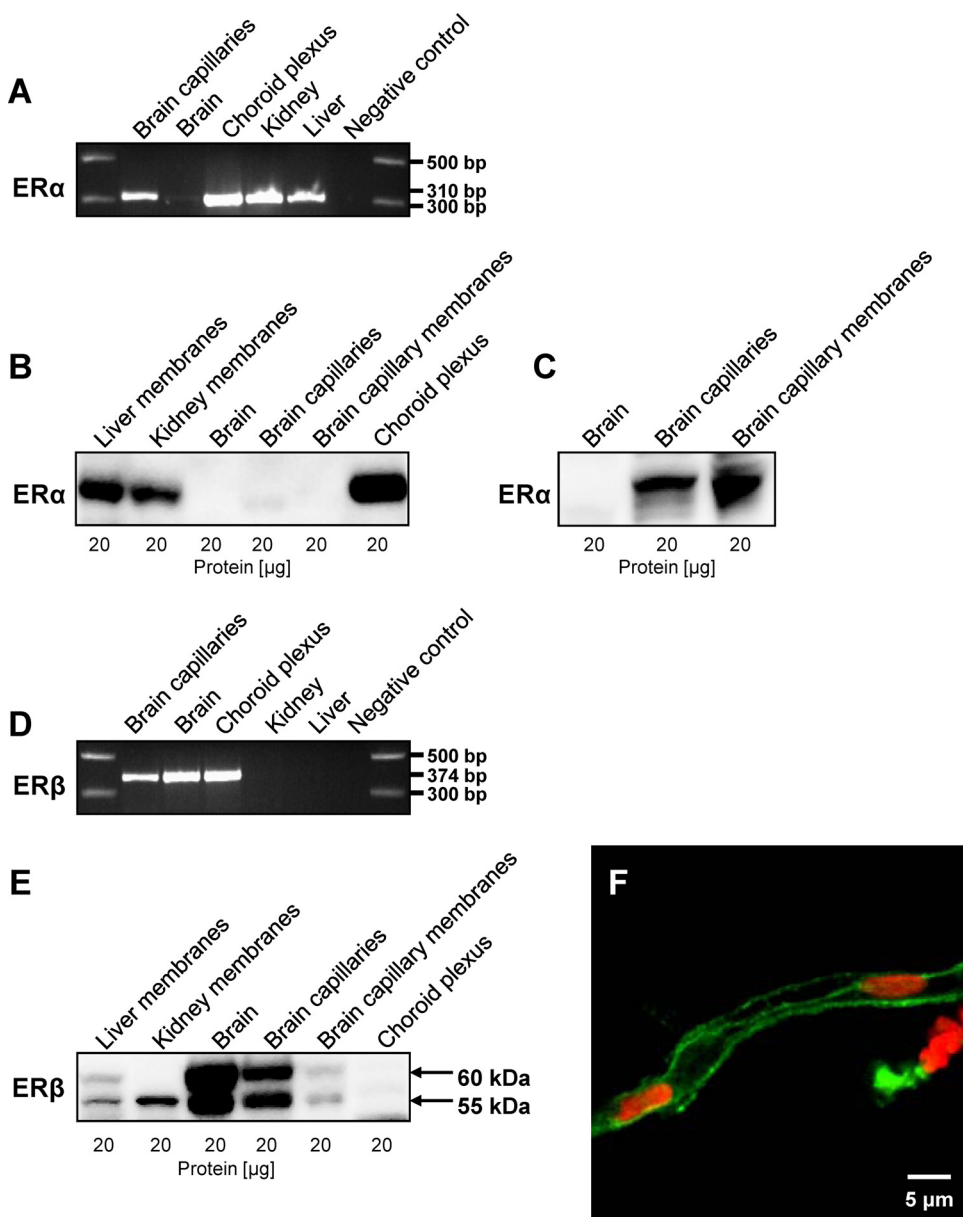 A
Brain capillaries
Brain
Choroid plexus
Kidney
Liver
Negative control
ERα
500 bp
310 bp
300 bp
B
Liver membranes
Kidney membranes
Brain
Brain capillaries
Brain capillary membranes
Choroid plexus
ERα
20 20 20 20 20 20
Protein [µg]
C
Brain
Brain capillaries
Brain capillary membranes
ERα
20 20 20
Protein [µg]
D
Brain capillaries
Brain
Choroid plexus
Kidney
Liver
Negative control
ERβ
500 bp
374 bp
300 bp
E
Liver membranes
Kidney membranes
Brain
Brain capillaries
Brain capillary membranes
Choroid plexus
ERβ
60 kDa
55 kDa
20 20 20 20 20 20
Protein [µg]
F
5 µm